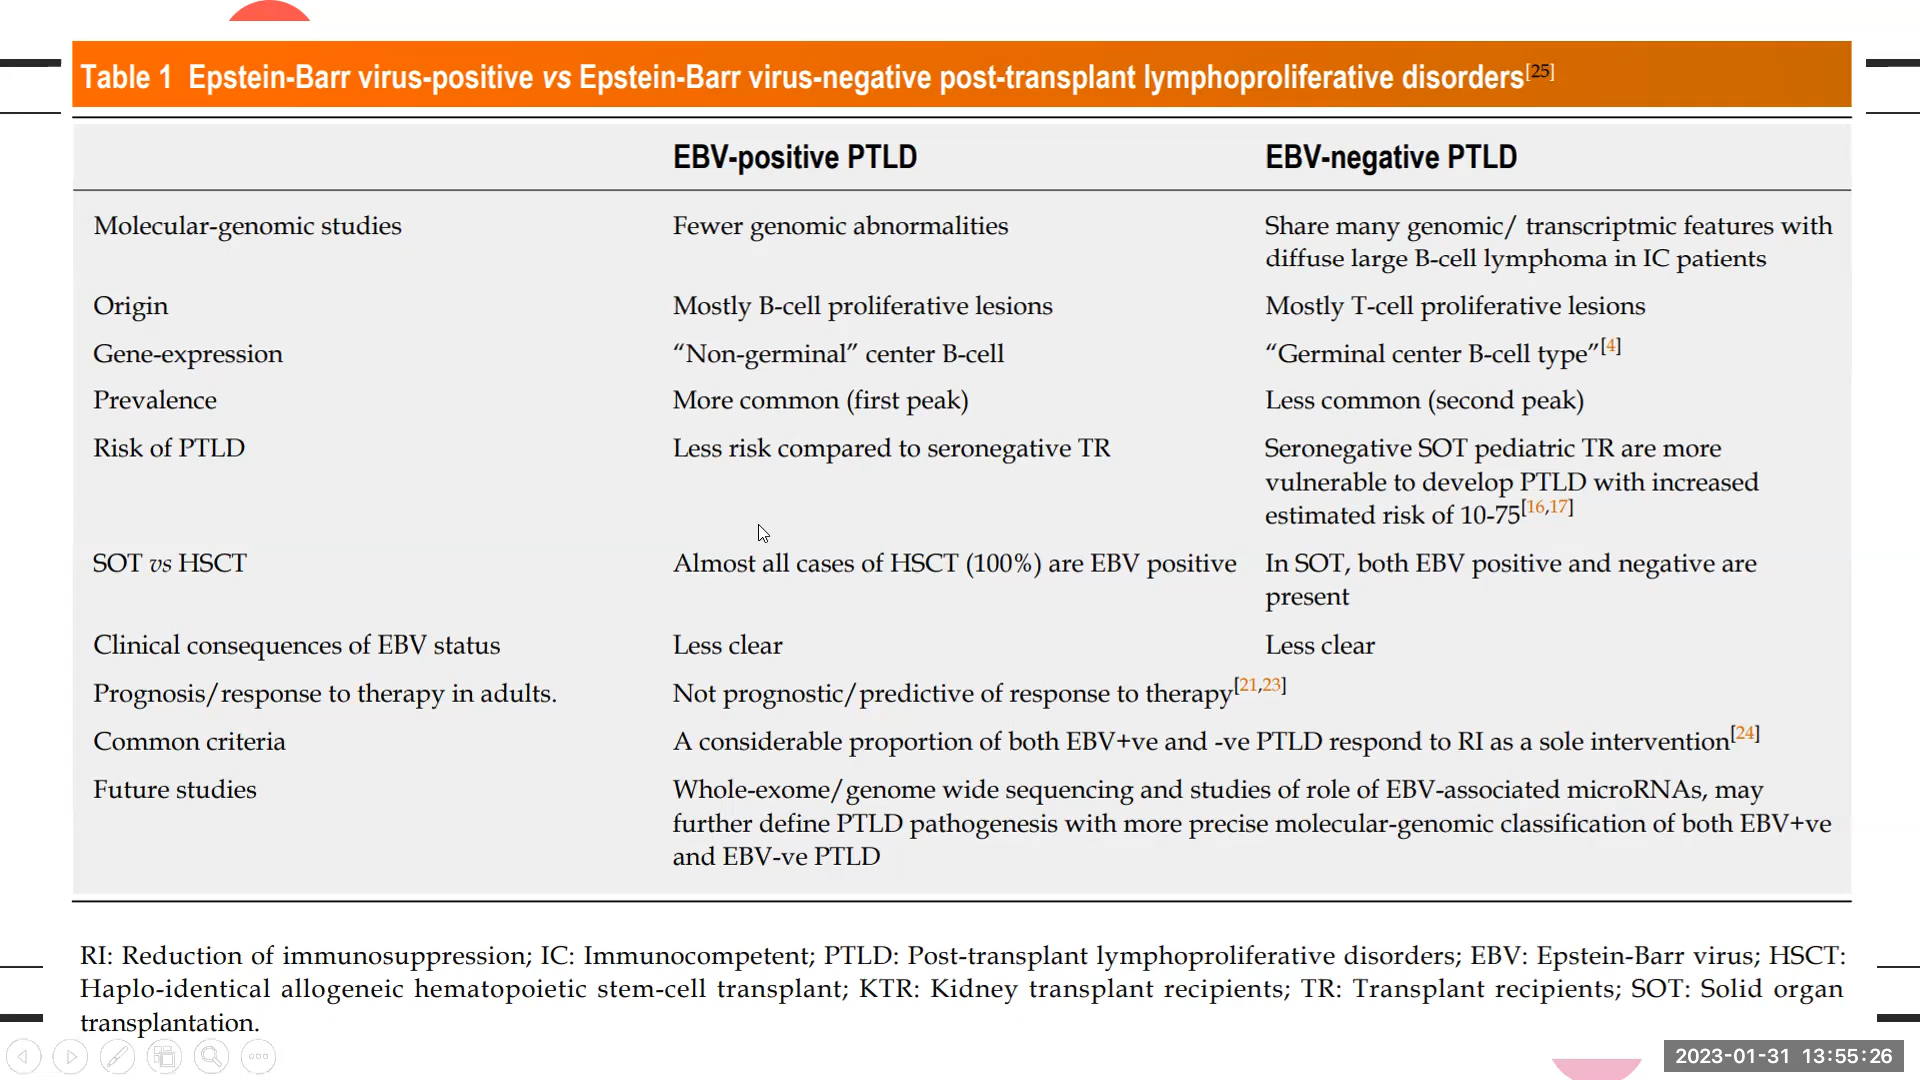 Table 1 Epstein-Barr virus-positive vs Epstein-Barr virus-negative post-transplant lymphoproliferative disorders[25]
EBV-positive PTLD EBV-negative PTLD
Molecular-genomic studies Fewer genomic abnormalities Share many genomic/ transcriptmic features with
diffuse large B-cell lymphoma in IC patients
Origin Mostly B-cell proliferative lesions Mostly T-cell proliferative lesions
Gene-expression “Non-germinal” center B-cell “Germinal center B-cell type”[4]
Prevalence More common (first peak) Less common (second peak)
Risk of PTLD Less risk compared to seronegative TR Seronegative SOT pediatric TR are more
vulnerable to develop PTLD with increased
estimated risk of 10-75[16,17]
SOT vs HSCT Almost all cases of HSCT (100%) are EBV positive In SOT, both EBV positive and negative are
present
Clinical consequences of EBV status Less clear Less clear
Prognosis/response to therapy in adults. Not prognostic/predictive of response to therapy[21,23]
Common criteria A considerable proportion of both EBV+ve and -ve PTLD respond to RI as a sole intervention[24]
Future studies Whole-exome/genome wide sequencing and studies of role of EBV-associated microRNAs, may
further define PTLD pathogenesis with more precise molecular-genomic classification of both EBV+ve
and EBV-ve PTLD
RI: Reduction of immunosuppression; IC: Immunocompetent; PTLD: Post-transplant lymphoproliferative disorders; EBV: Epstein-Barr virus; HSCT:
Haplo-identical allogeneic hematopoietic stem-cell transplant; KTR: Kidney transplant recipients; TR: Transplant recipients; SOT: Solid organ
transplantation.
2023-01-31 13:55:26